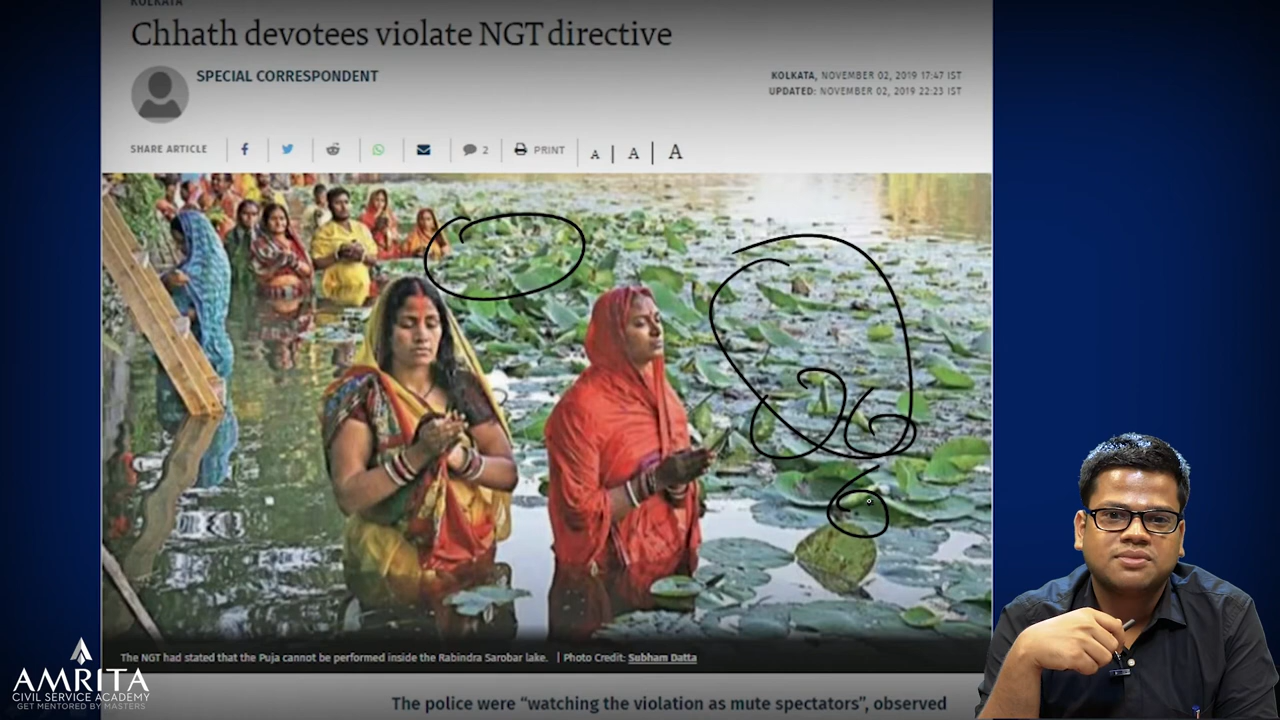 KOLKATA
Chhath devotees violate NGT directive
SPECIAL CORRESPONDENT
KOLKATA, NOVEMBER 02, 2019 17:47 IST
UPDATED: NOVEMBER 02, 2019 22:23 IST
SHARE ARTICLE
2
PRINT
A | A | A
The NGT had stated that the Puja cannot be performed inside the Rabindra Sarobar lake. | Photo Credit: Subham Datta
The police were “watching the violation as mute spectators”, observed
AMRITA
CIVIL SERVICE ACADEMY
GET MENTORED BY MASTERS